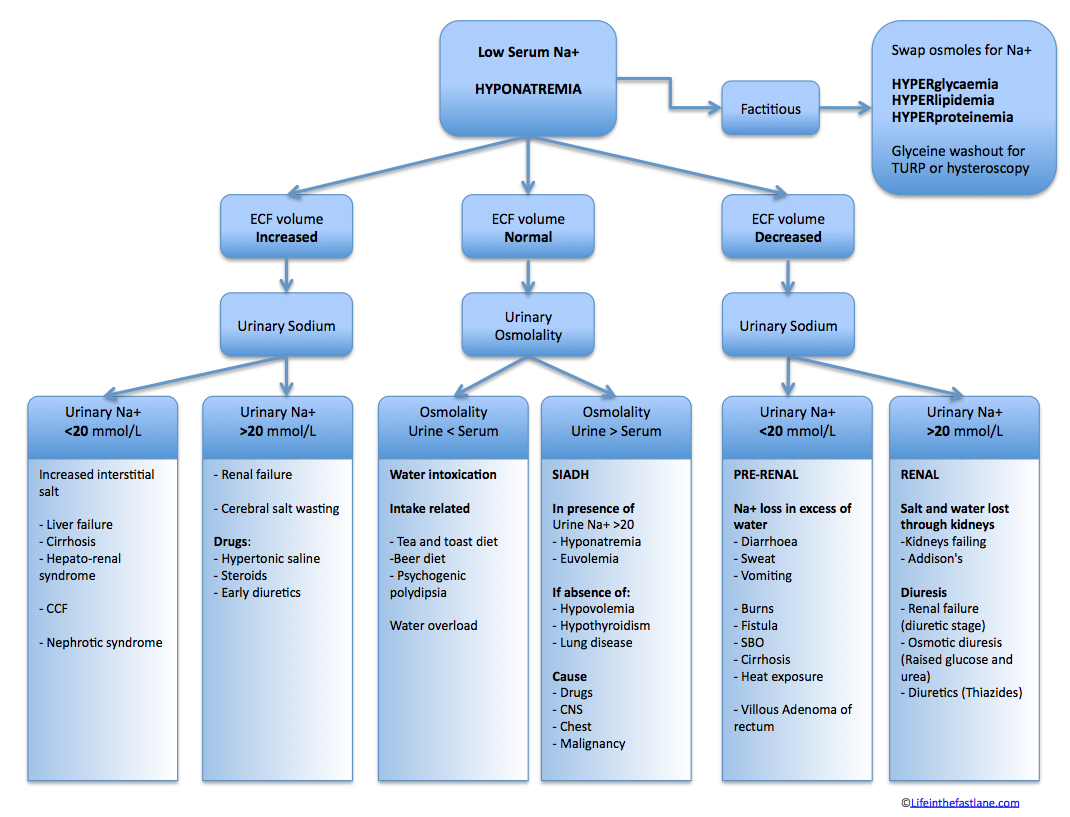 Low Serum Na+
HYPONATREMIA
Factitious
Swap osmoles for Na+
HYPERglycaemia
HYPERlipidemia
HYPERproteinemia
Glyceine washout for
TURP or hysteroscopy
ECF volume
Increased
ECF volume
Normal
ECF volume
Decreased
Urinary Sodium
Urinary
Osmolality
Urinary Sodium
Urinary Na+
<20 mmol/L
Increased interstitial
salt
- Liver failure
- Cirrhosis
- Hepato-renal
syndrome
- CCF
- Nephrotic syndrome
Urinary Na+
>20 mmol/L
- Renal failure
- Cerebral salt wasting
Drugs:
- Hypertonic saline
- Steroids
- Early diuretics
Osmolality
Urine < Serum
Water intoxication
Intake related
- Tea and toast diet
-Beer diet
- Psychogenic
polydipsia
Water overload
Osmolality
Urine > Serum
SIADH
In presence of
Urine Na+ >20
- Hyponatremia
- Euvolemia
If absence of:
- Hypovolemia
- Hypothyroidism
- Lung disease
Cause
- Drugs
- CNS
- Chest
- Malignancy
Urinary Na+
<20 mmol/L
PRE-RENAL
Na+ loss in excess of
water
- Diarrhoea
- Sweat
- Vomiting
- Burns
- Fistula
- SBO
- Cirrhosis
- Heat exposure
- Villous Adenoma of
rectum
Urinary Na+
>20 mmol/L
RENAL
Salt and water lost
through kidneys
-Kidneys failing
- Addison's
Diuresis
- Renal failure
(diuretic stage)
- Osmotic diuresis
(Raised glucose and
urea)
- Diuretics (Thiazides)
©Lifeinthefastlane.com